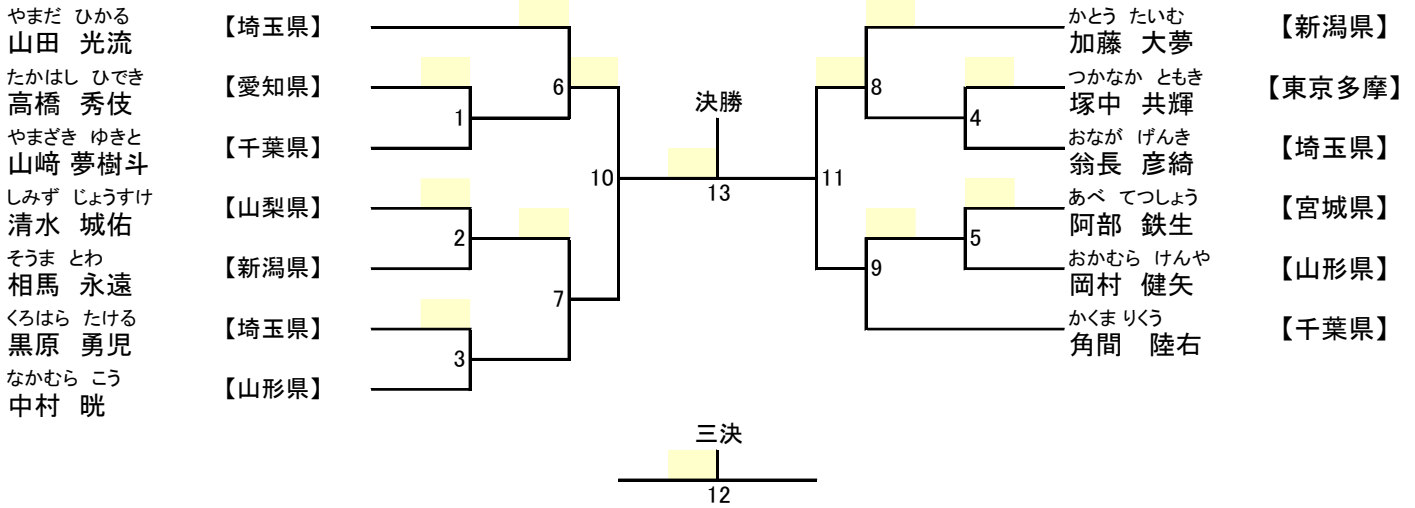 やまだ ひかる
山田 光流 【埼玉県】
たかはし ひでき
高橋 秀伎 【愛知県】
やまざき ゆきと
山﨑 夢樹斗 【千葉県】
しみず じょうすけ
清水 城佑 【山梨県】
そうま とわ
相馬 永遠 【新潟県】
くろはら たける
黒原 勇児 【埼玉県】
なかむら こう
中村 晄 【山形県】
1
2
3
6
7
10
決勝
13
三決
12
11
8
9
4
5
かとう たいむ
加藤 大夢 【新潟県】
つかなか ともき
塚中 共輝 【東京多摩】
おなが げんき
翁長 彦綺 【埼玉県】
あべ てつしょう
阿部 鉄生 【宮城県】
おかむら けんや
岡村 健矢 【山形県】
かくま りくう
角間 陸右 【千葉県】